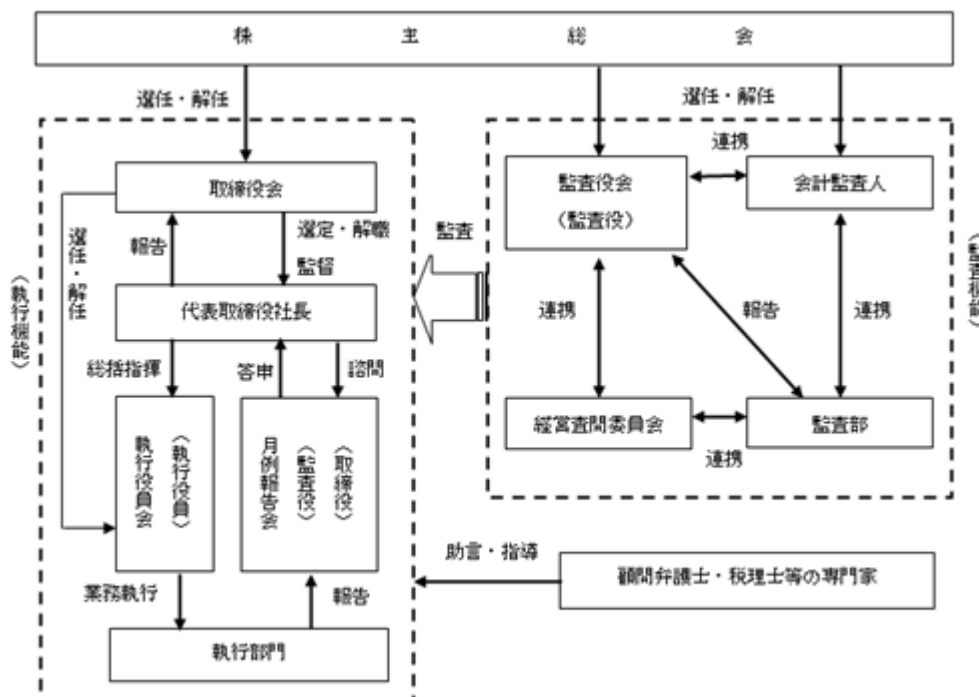 株主総会
選任・解任
選任・解任
〈執行機能〉
取締役会
選任・解任
報告
選定・解職
監督
代表取締役社長
総括指揮
答申
諮問
執行役員会
〈執行役員〉
月例報告会
〈監査役〉
〈取締役〉
業務執行
報告
執行部門
監査
〈監査機能〉
監査役会
〈監査役〉
連携
会計監査人
連携
報告
連携
経営査問委員会
連携
監査部
助言・指導
顧問弁護士・税理士等の専門家